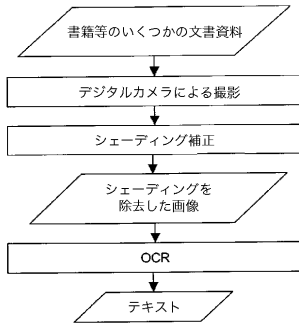 書籍等のいくつかの文書資料
デジタルカメラによる撮影
シェーディング補正
シェーディングを
除去した画像
OCR
テキスト